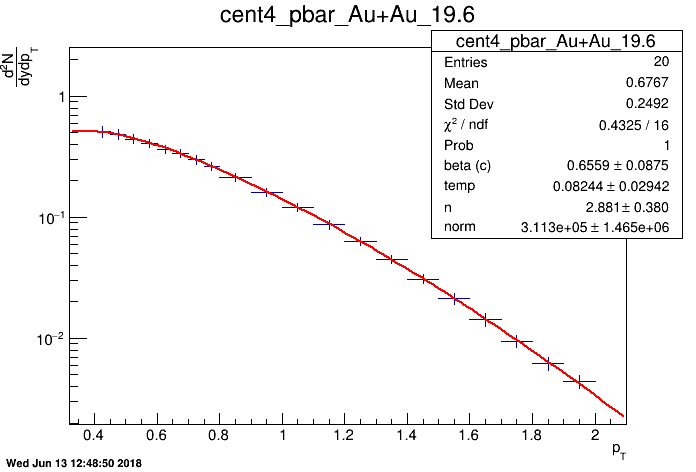 cent4_pbar_Au+Au_19.6
d²N
dydp_T
cent4_pbar_Au+Au_19.6
Entries 20
Mean 0.6767
Std Dev 0.2492
χ² / ndf 0.4325 / 16
Prob 1
beta (c) 0.6559 ± 0.0875
temp 0.08244 ± 0.02942
n 2.881 ± 0.380
norm 3.113e+05 ± 1.465e+06
1
10⁻¹
10⁻²
0.4 0.6 0.8 1 1.2 1.4 1.6 1.8 2
p_T
Wed Jun 13 12:48:50 2018